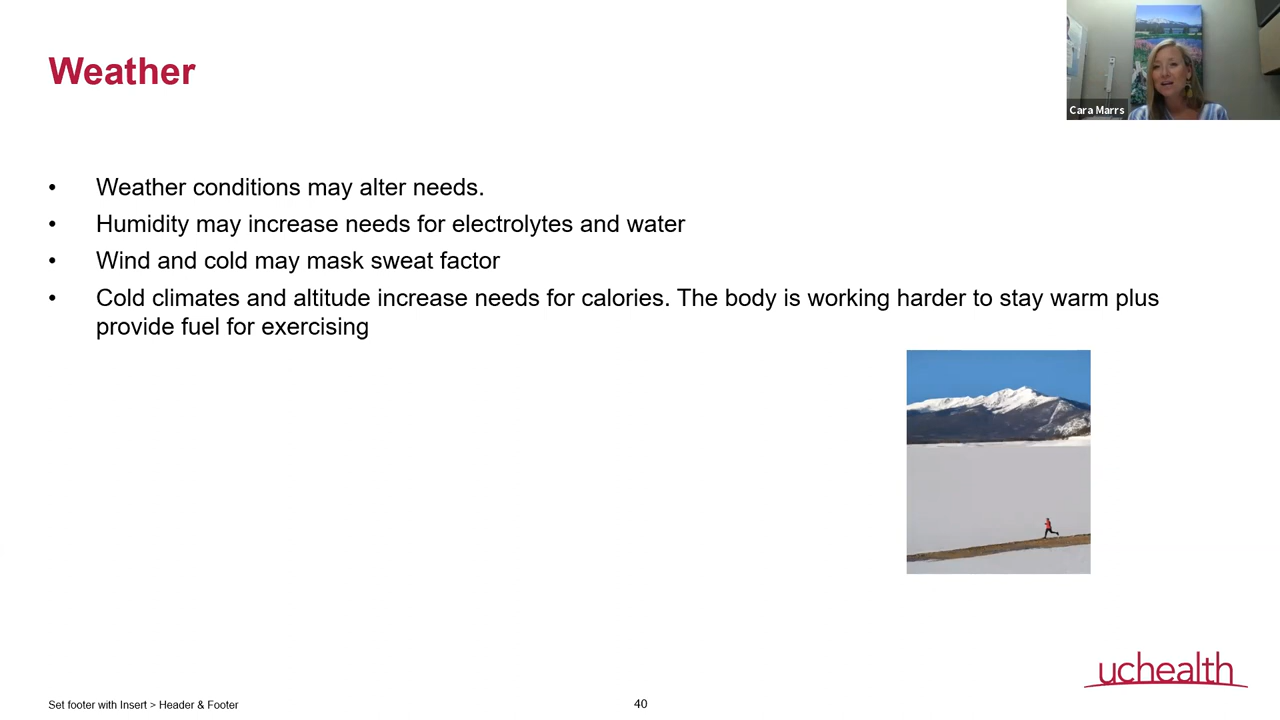 Weather
Cara Marrs
• Weather conditions may alter needs.
• Humidity may increase needs for electrolytes and water
• Wind and cold may mask sweat factor
• Cold climates and altitude increase needs for calories. The body is working harder to stay warm plus
provide fuel for exercising
uchealth
Set footer with Insert > Header & Footer
40